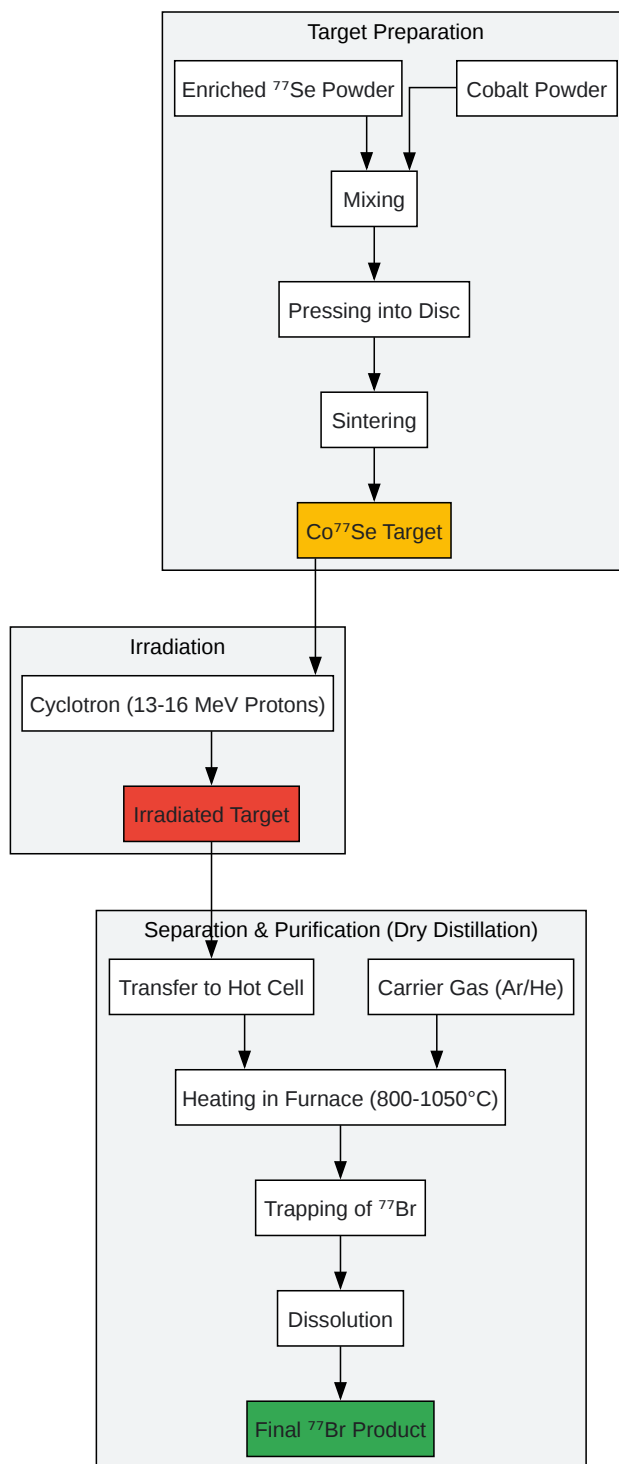 Target Preparation
Enriched ⁷⁷Se Powder
Cobalt Powder
Mixing
Pressing into Disc
Sintering
Co⁷⁷Se Target
Irradiation
Cyclotron (13-16 MeV Protons)
Irradiated Target
Separation & Purification (Dry Distillation)
Transfer to Hot Cell
Carrier Gas (Ar/He)
Heating in Furnace (800-1050°C)
Trapping of ⁷⁷Br
Dissolution
Final ⁷⁷Br Product